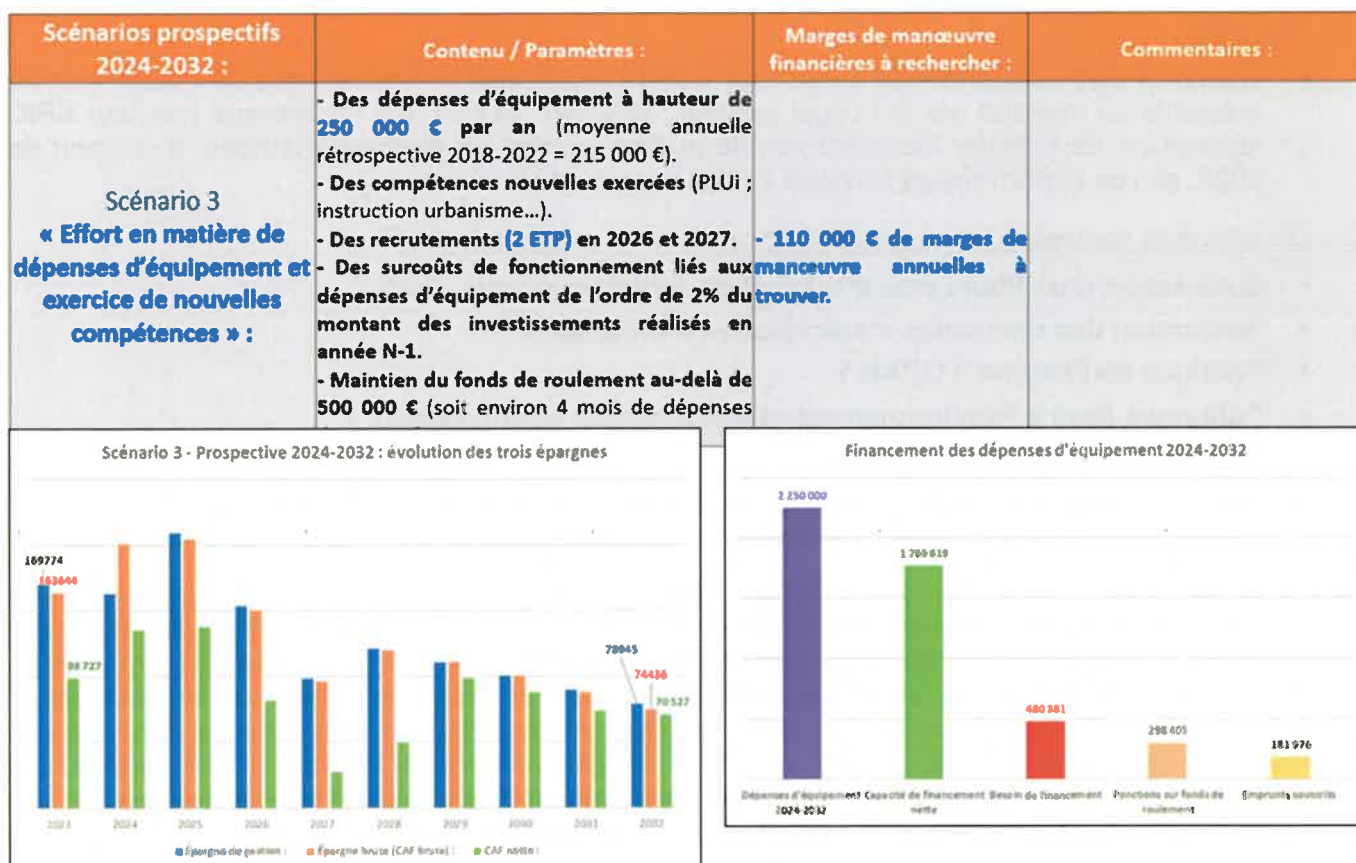 Scénarios prospectifs
2024-2032 :
Contenu / Paramètres :
Marges de manœuvre
financières à rechercher :
Commentaires :
Scénario 3
« Effort en matière de
dépenses d'équipement et
exercice de nouvelles
compétences » :
- Des dépenses d'équipement à hauteur de
250 000 € par an (moyenne annuelle
rétrospective 2018-2022 = 215 000 €).
- Des compétences nouvelles exercées (PLUi ;
instruction urbanisme...).
- Des recrutements (2 ETP) en 2026 et 2027.
- Des surcoûts de fonctionnement liés aux
dépenses d'équipement de l'ordre de 2% du
montant des investissements réalisés en
année N-1.
- Maintien du fonds de roulement au-delà de
500 000 € (soit environ 4 mois de dépenses
- 110 000 € de marges de
manœuvre annuelles à
trouver.
Scénario 3 - Prospective 2024-2032 : évolution des trois épargnes
169774
163644
98 727
78945
74436
70 527
2023 2024 2025 2026 2027 2028 2029 2030 2031 2032
Épargne de gestion : Épargne brute (CAF brute) : CAF nette :
Financement des dépenses d'équipement 2024-2032
2 250 000
1 769 619
480 381
298 405
181 976
Dépenses d'équipement Capacité de financement Besoin de financement Ponctions sur fonds de Emprunts souscrits
2024-2032 nette roulement